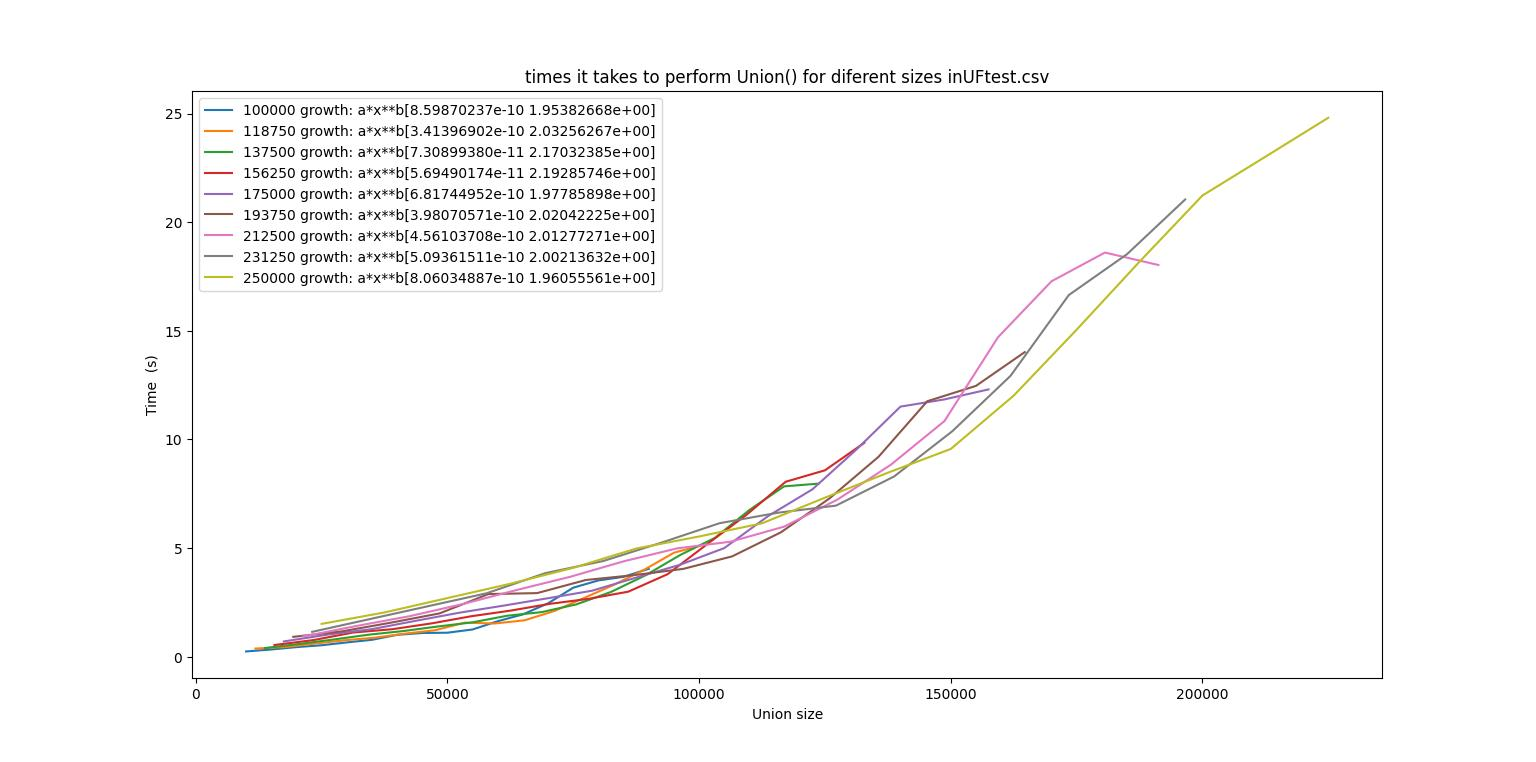 times it takes to perform Union() for diferent sizes inUFtest.csv
100000 growth: a*x**b[8.59870237e-10 1.95382668e+00]
118750 growth: a*x**b[3.41396902e-10 2.03256267e+00]
137500 growth: a*x**b[7.30899380e-11 2.17032385e+00]
156250 growth: a*x**b[5.69490174e-11 2.19285746e+00]
175000 growth: a*x**b[6.81744952e-10 1.97785898e+00]
193750 growth: a*x**b[3.98070571e-10 2.02042225e+00]
212500 growth: a*x**b[4.56103708e-10 2.01277271e+00]
231250 growth: a*x**b[5.09361511e-10 2.00213632e+00]
250000 growth: a*x**b[8.06034887e-10 1.96055561e+00]
25
20
15
10
5
0
Time  (s)
0
50000
100000
150000
200000
Union size